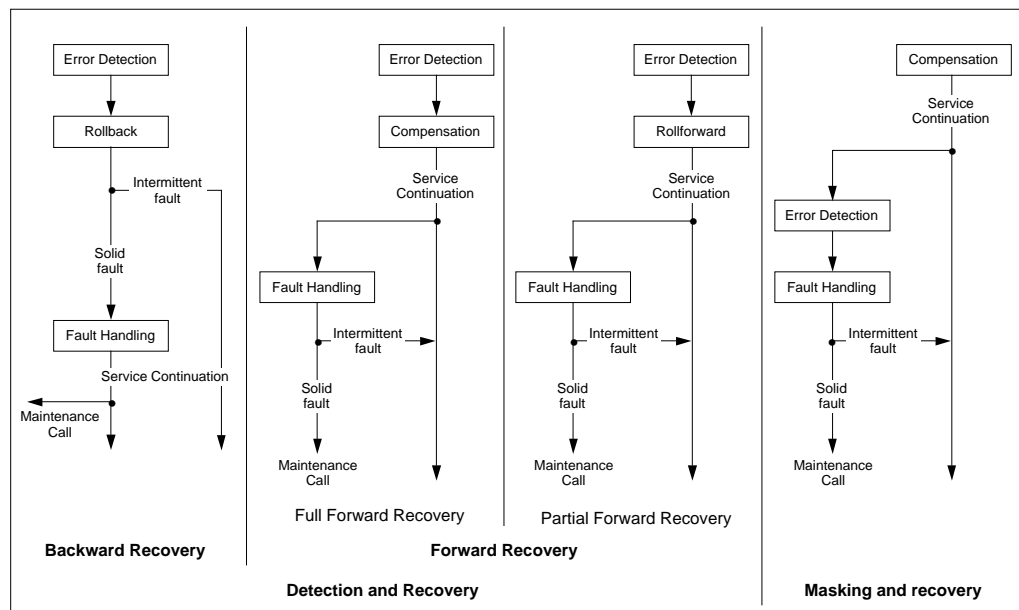 Error Detection
Rollback
Intermittent
fault
Solid
fault
Fault Handling
Service Continuation
Maintenance
Call
Error Detection
Compensation
Service
Continuation
Fault Handling
Intermittent
fault
Solid
fault
Maintenance
Call
Full Forward Recovery
Error Detection
Rollforward
Service
Continuation
Fault Handling
Intermittent
fault
Solid
fault
Maintenance
Call
Partial Forward Recovery
Compensation
Service
Continuation
Error Detection
Fault Handling
Intermittent
fault
Solid
fault
Maintenance
Call
Backward Recovery
Forward Recovery
Detection and Recovery
Masking and recovery